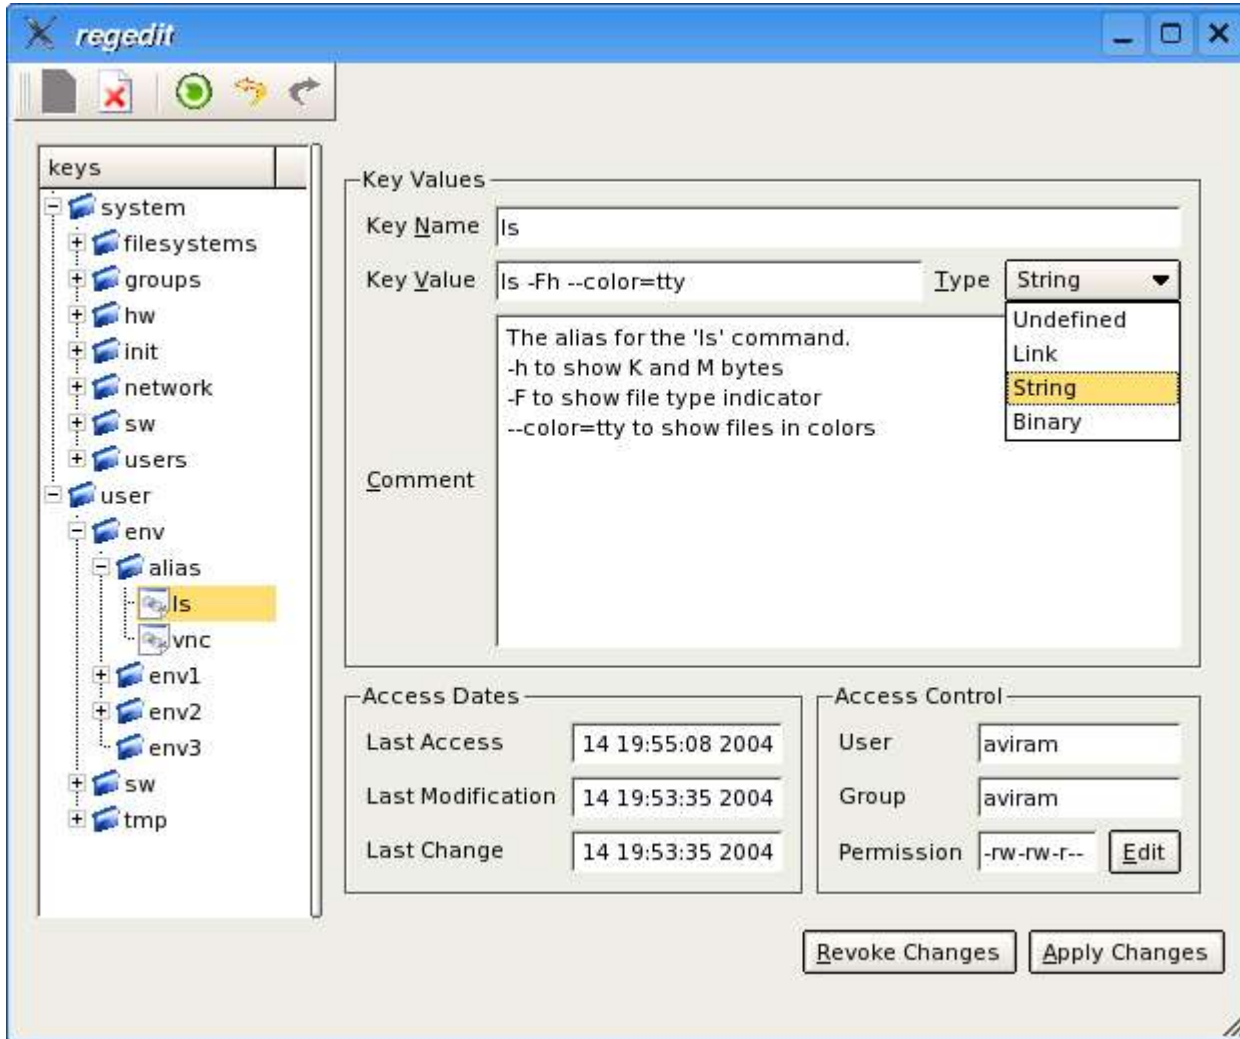 regedit
keys
system
filesystems
groups
hw
init
network
sw
users
user
env
alias
ls
vnc
env1
env2
env3
sw
tmp
Key Values
Key Name ls
Key Value ls -Fh --color=tty Type String
Undefined
Link
String
Binary
The alias for the 'ls' command.
-h to show K and M bytes
-F to show file type indicator
--color=tty to show files in colors
Comment
Access Dates
Last Access 14 19:55:08 2004
Last Modification 14 19:53:35 2004
Last Change 14 19:53:35 2004
Access Control
User aviram
Group aviram
Permission -rw-rw-r-- Edit
Revoke Changes Apply Changes